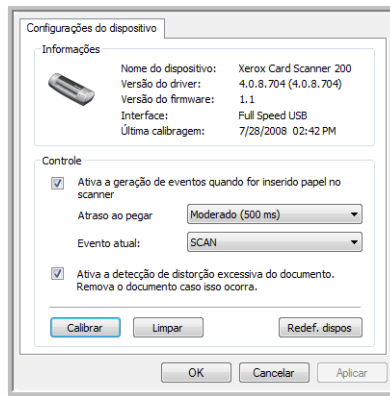 Configurações do dispositivo
Informações
Nome do dispositivo: Xerox Card Scanner 200
Versão do driver: 4.0.8.704 (4.0.8.704)
Versão do firmware: 1.1
Interface: Full Speed USB
Última calibragem: 7/28/2008 02:42 PM
Controle
Ativa a geração de eventos quando for inserido papel no
scanner
Atraso ao pegar Moderado (500 ms)
Evento atual: SCAN
Ativa a detecção de distorção excessiva do documento.
Remova o documento caso isso ocorra.
Calibrar Limpar Redef. dispos
OK Cancelar Aplicar